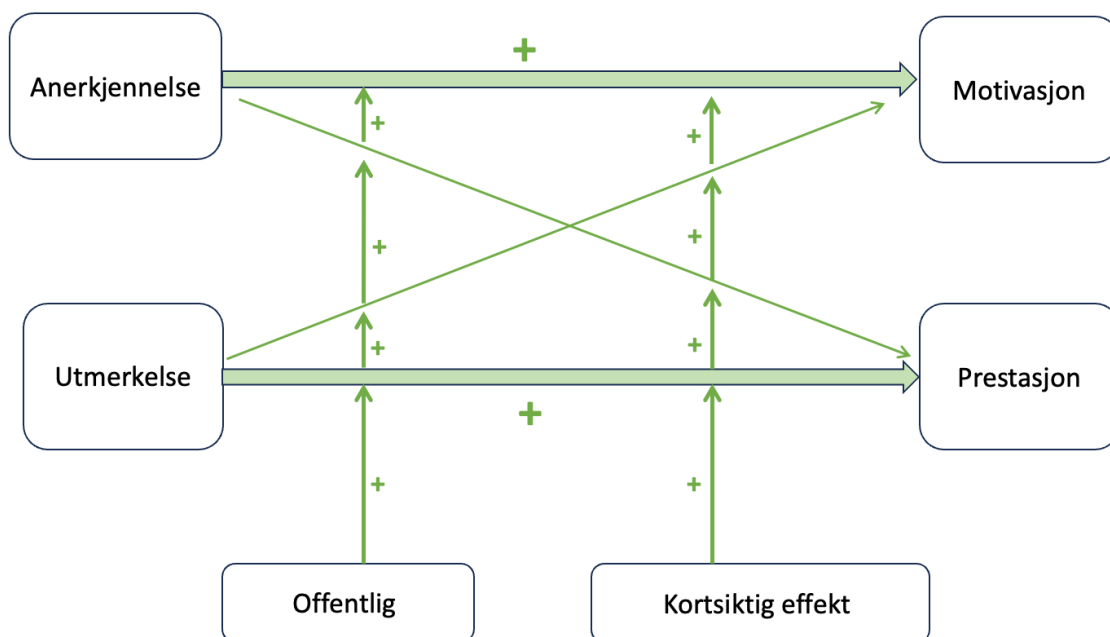 +
Anerkjennelse
Motivasjon
+
+
+
+
Utmerkelse
+
+
Prestasjon
+
+
+
Offentlig
Kortsiktig effekt